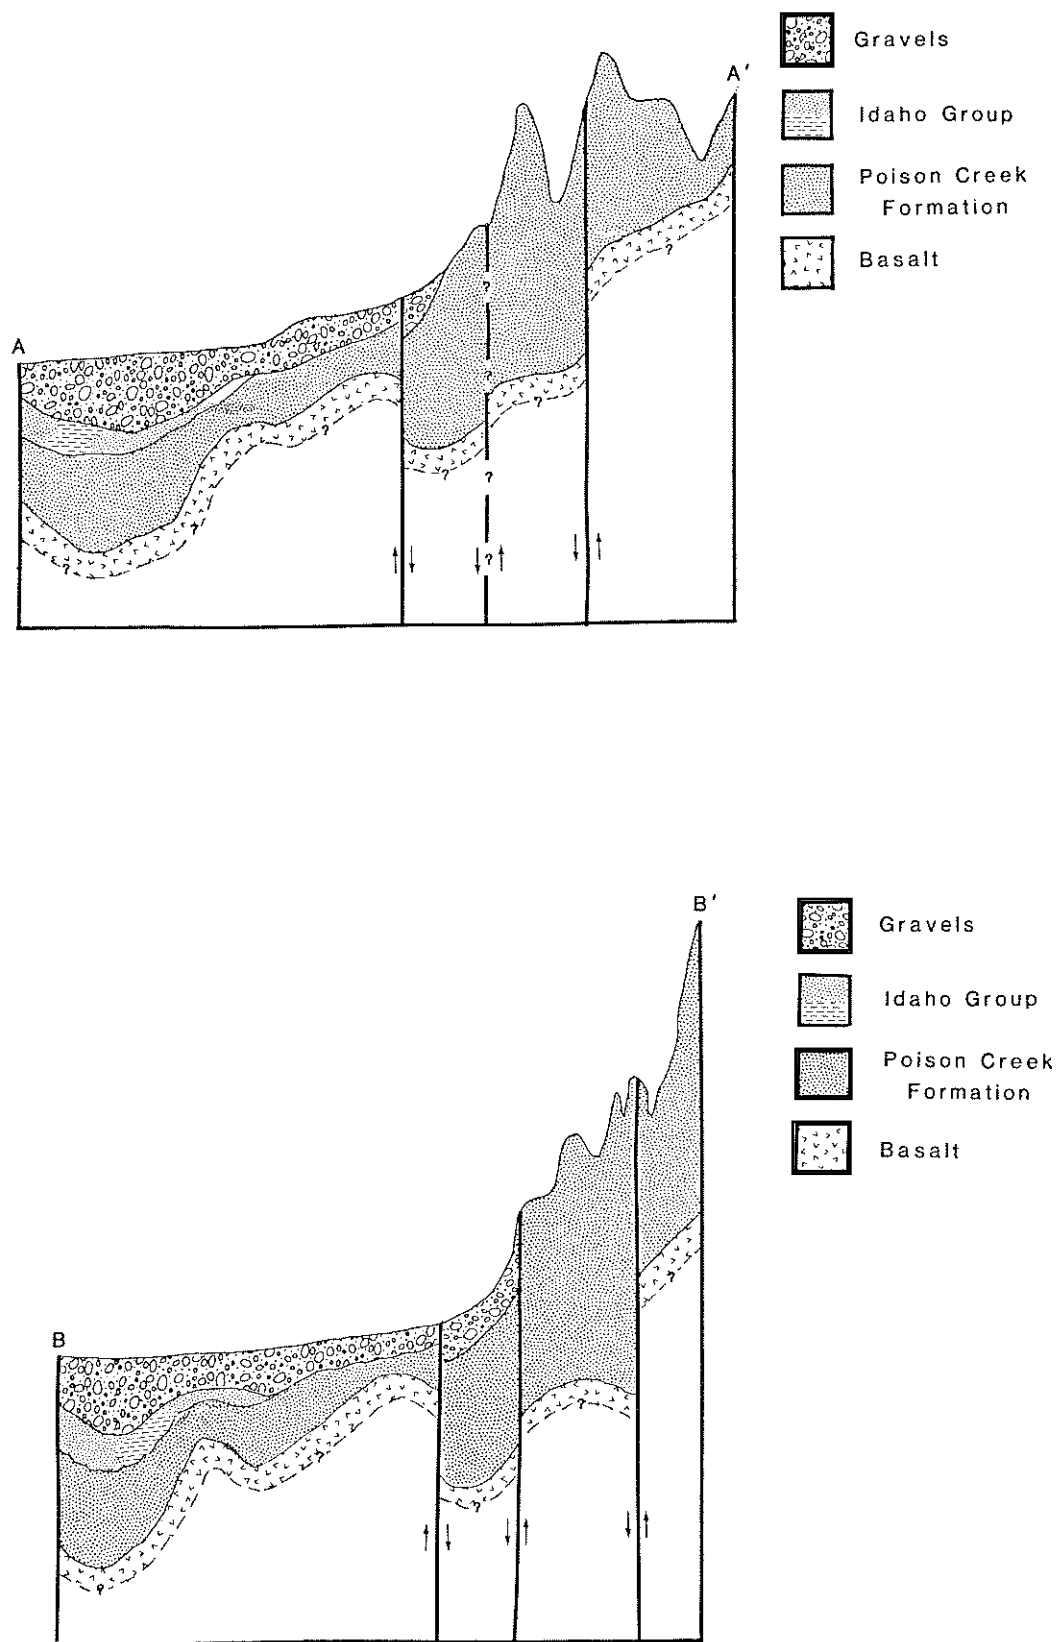 A
A'
Gravels
Idaho Group
Poison Creek
Formation
Basalt
?
?
?
?
?
?
?
?
?
B
B'
Gravels
Idaho Group
Poison Creek
Formation
Basalt
?
?
?
?
?